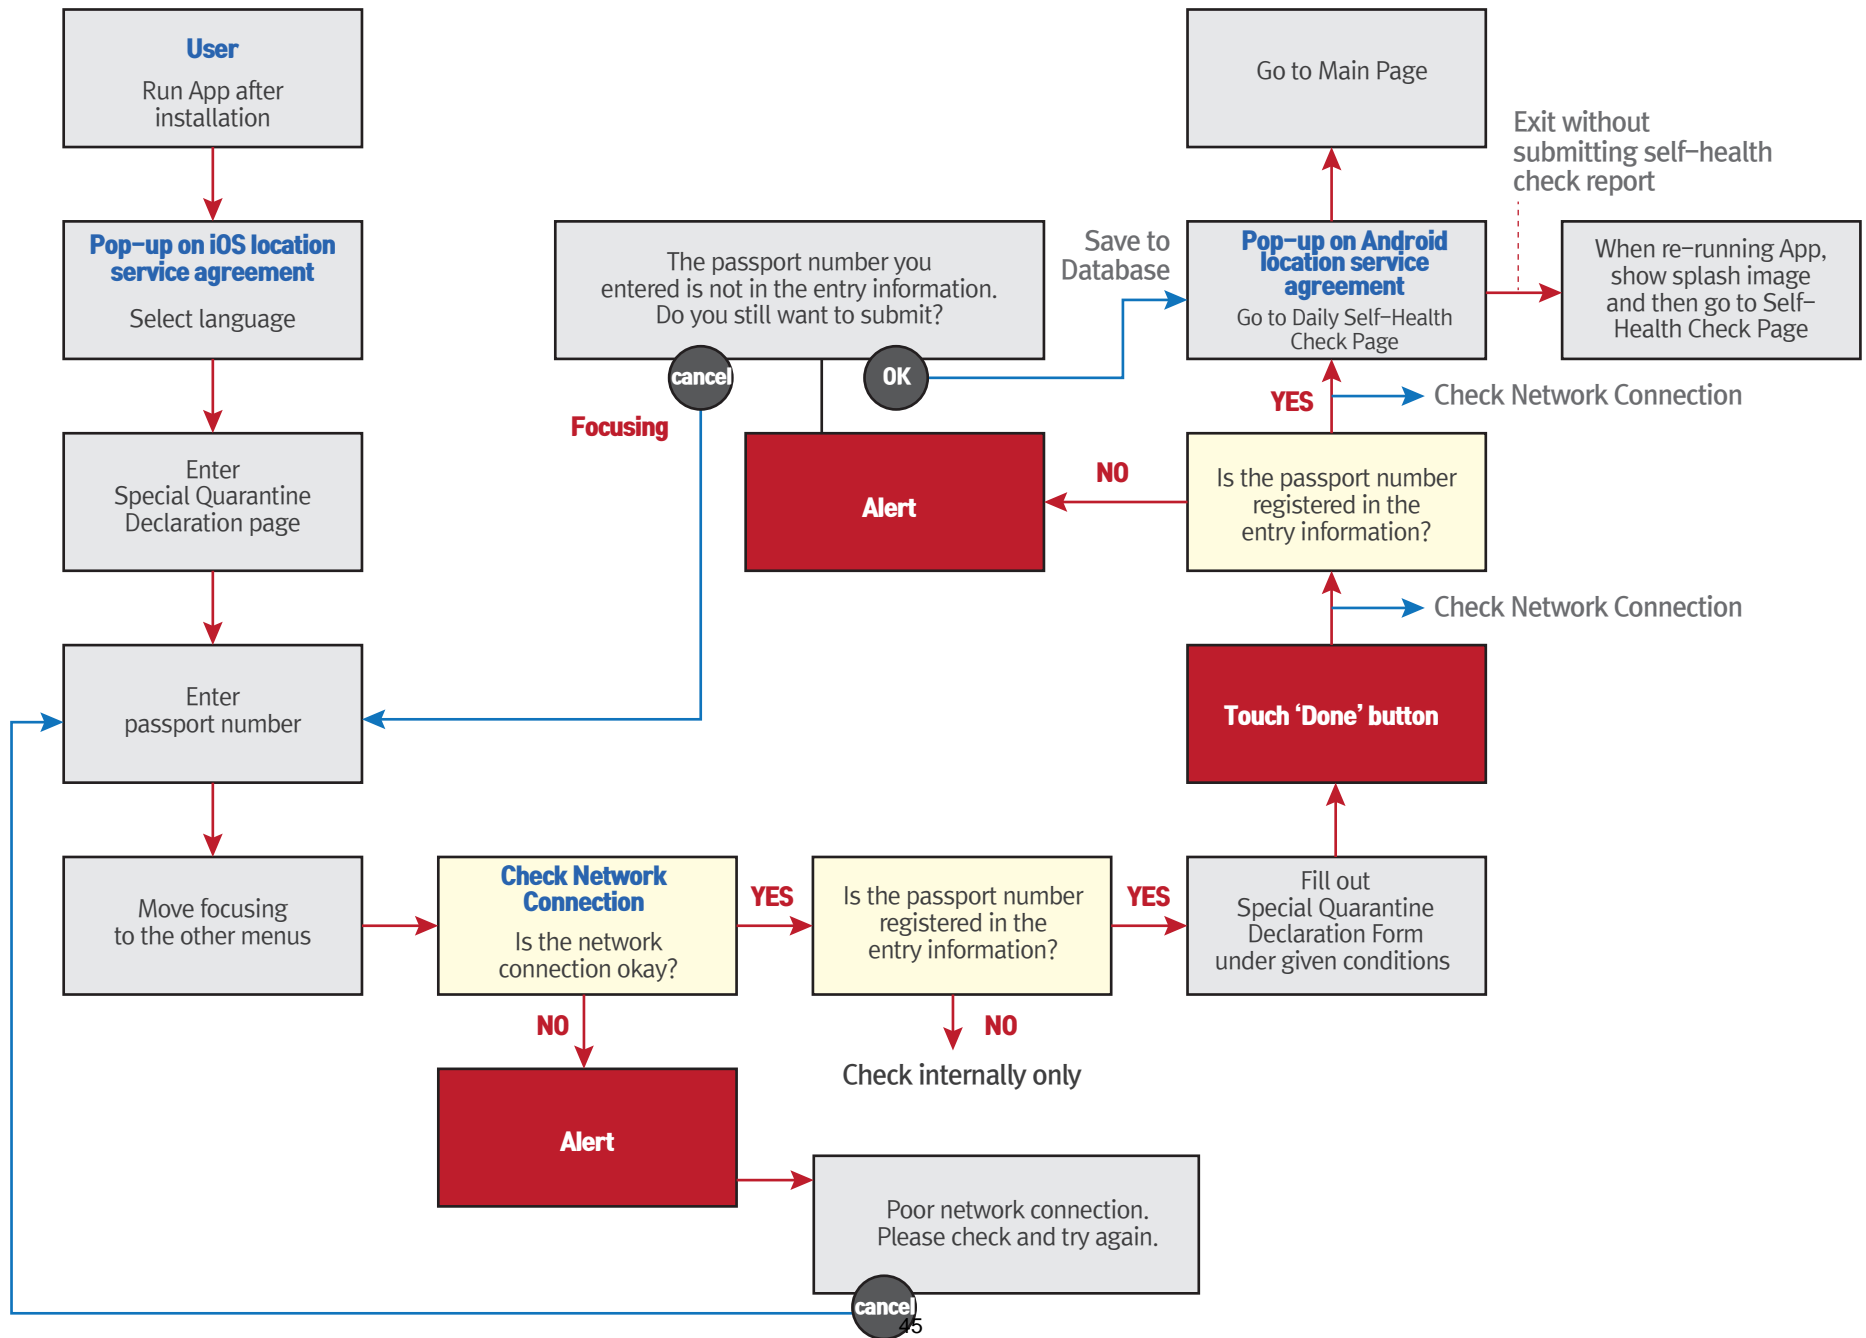 User
Run App after
installation
Pop-up on iOS location
service agreement
Select language
Enter
Special Quarantine
Declaration page
Enter
passport number
Move focusing
to the other menus
Check Network
Connection
Is the network
connection okay?
YES
NO
Alert
Poor network connection.
Please check and try again.
cancel
Is the passport number
registered in the
entry information?
YES
NO
Check internally only
Fill out
Special Quarantine
Declaration Form
under given conditions
Touch ‘Done’ button
Check Network Connection
Is the passport number
registered in the
entry information?
NO
Alert
The passport number you
entered is not in the entry information.
Do you still want to submit?
cancel
OK
Focusing
Save to
Database
YES
Check Network Connection
Pop-up on Android
location service
agreement
Go to Daily Self-Health
Check Page
Go to Main Page
Exit without
submitting self-health
check report
When re-running App,
show splash image
and then go to Self-
Health Check Page
45